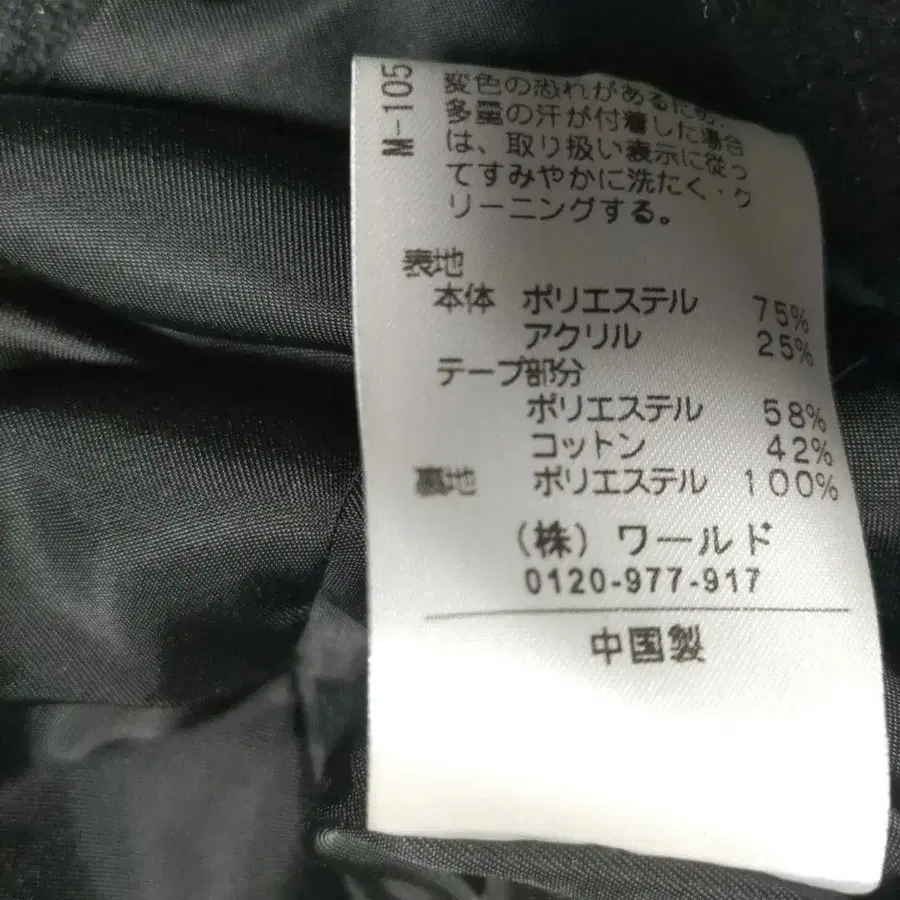 M-105
変色の恐れがあるため、
多量の汗が付着した場合
は、取り扱い表示に従っ
てすみやかに洗たく・ク
リーニングする。
表地
本体 ポリエステル 75%
アクリル 25%
テープ部分
ポリエステル 58%
コットン 42%
裏地 ポリエステル 100%
(株) ワールド
0120-977-917
中国製